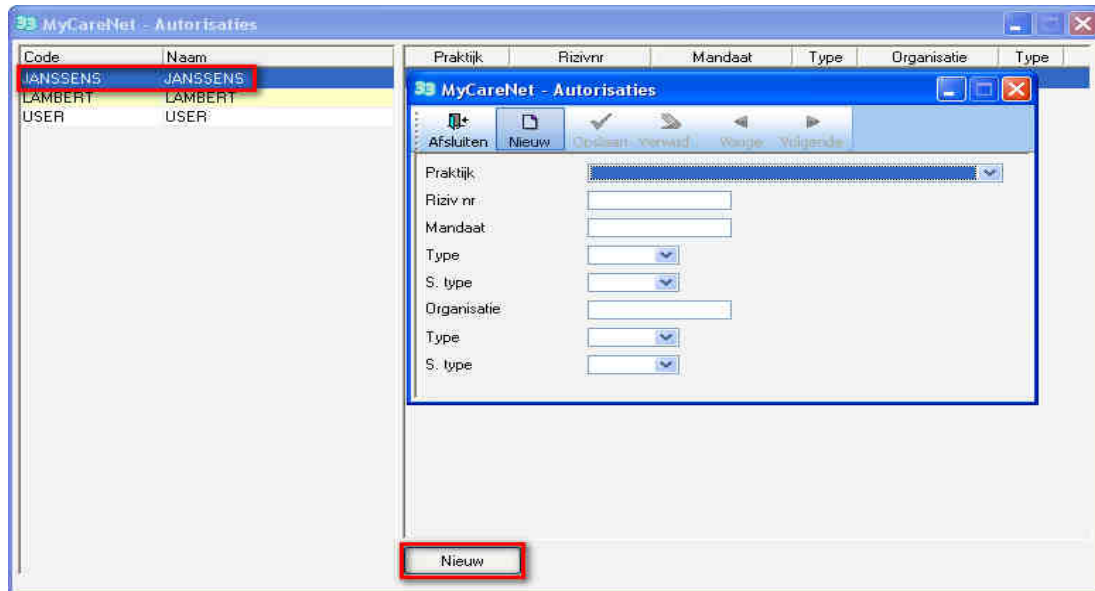 MyCareNet - Autorisaties
Code Naam Praktijk Rizivnr Mandaat Type Organisatie Type
JANSSENS JANSSENS
LAMBERT LAMBERT
USER USER
MyCareNet - Autorisaties
Afsluiten Nieuw Opslaan Verwijd. Vorige Volgende
Praktijk
Riziv nr
Mandaat
Type
S. type
Organisatie
Type
S. type
Nieuw